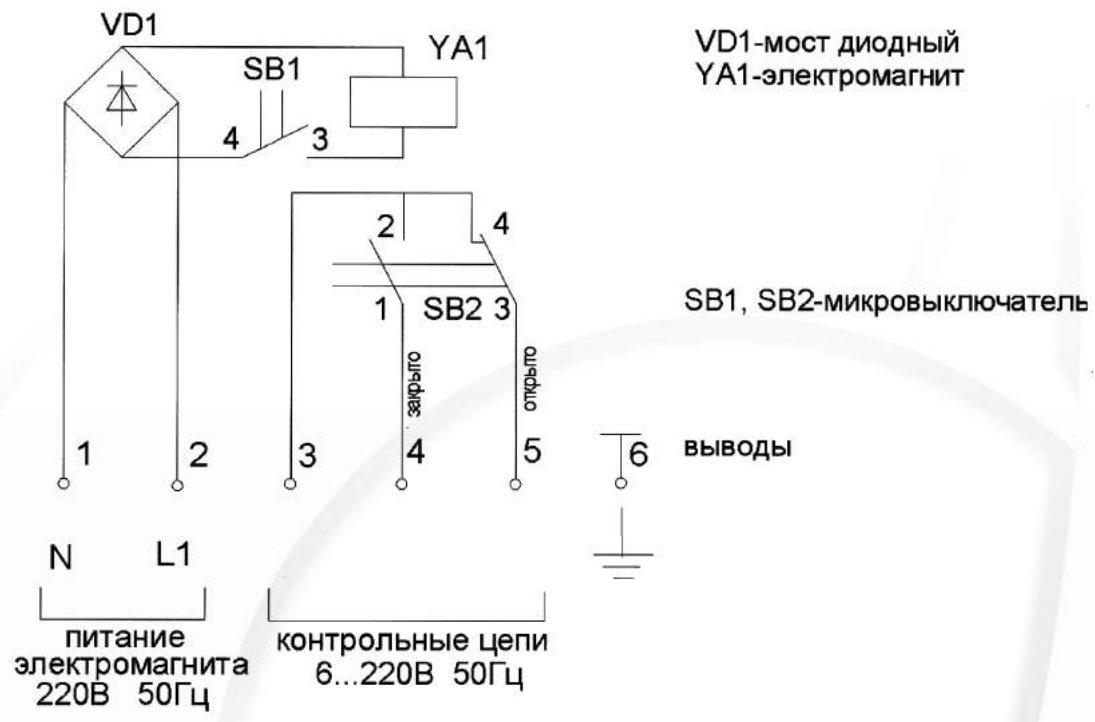 VD1
YA1
VD1-мост диодный
YA1-электромагнит
SB1
4
3
2
4
1
SB2
3
SB1, SB2-микровыключатель
закрыто
открыто
1
2
3
4
5
6
выводы
N
L1
питание
электромагнита
220В 50Гц
контрольные цепи
6...220В 50Гц